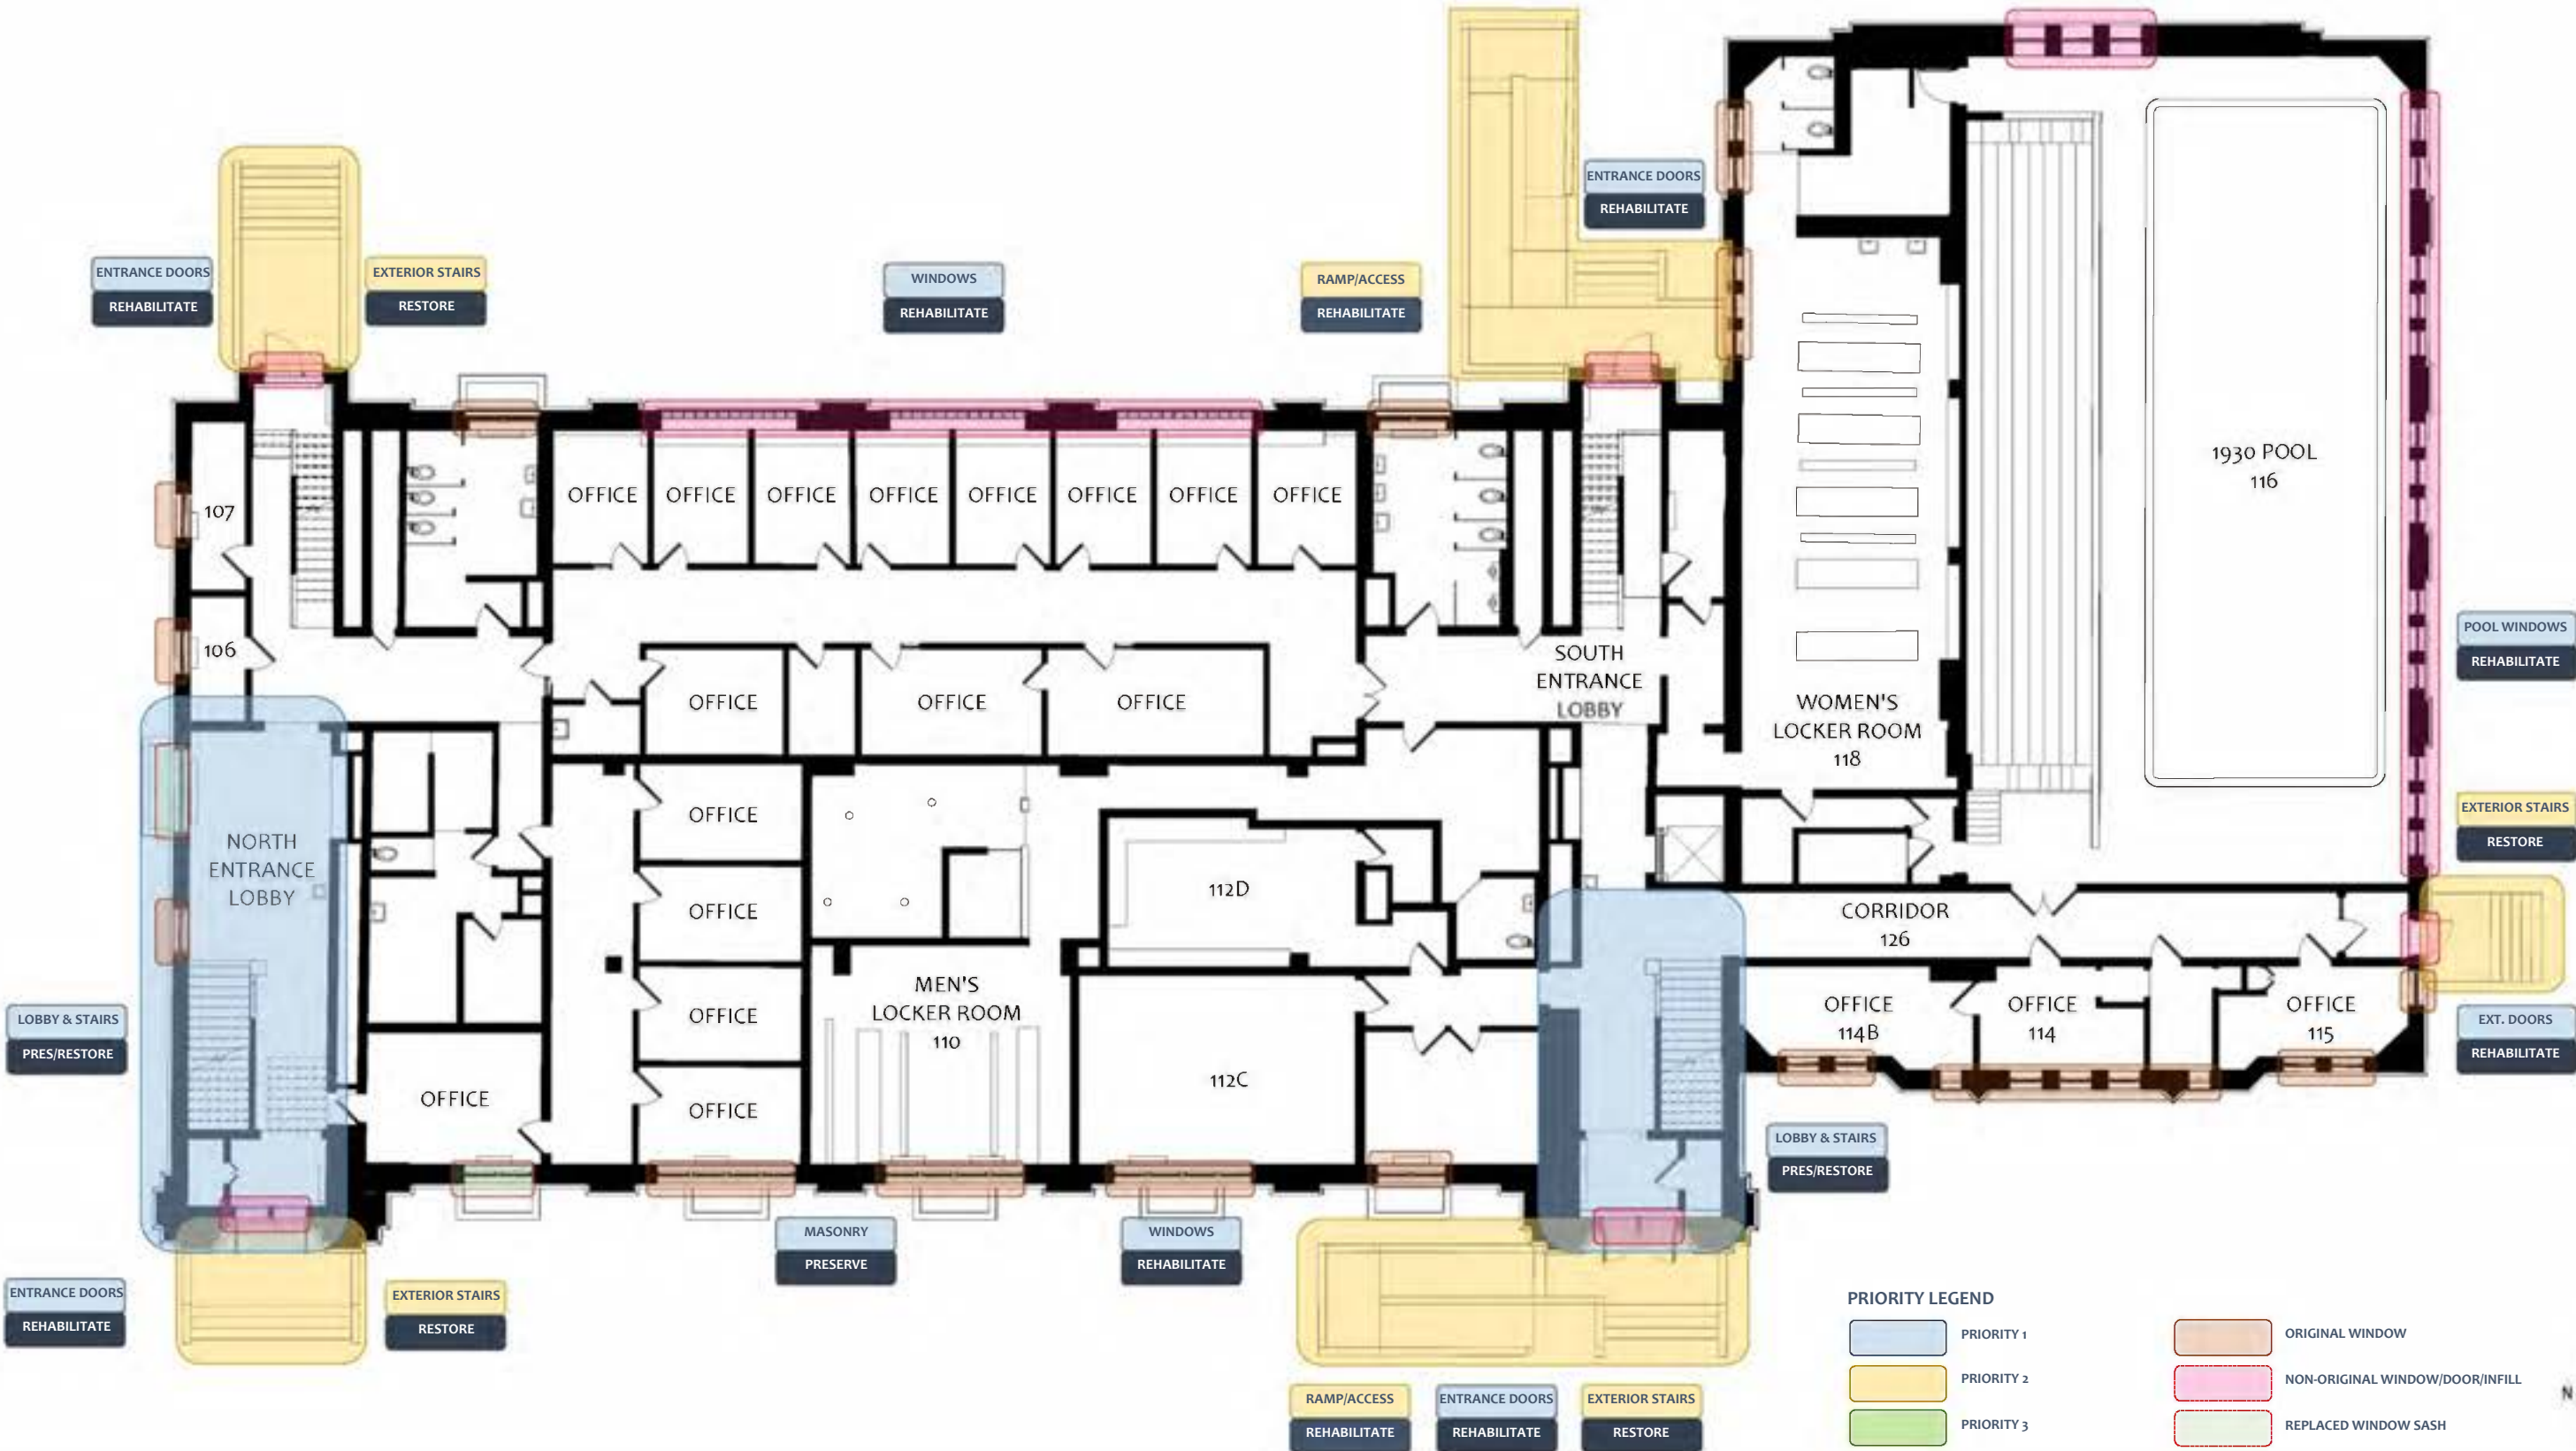 ENTRANCE DOORS
REHABILITATE
ENTRANCE DOORS
REHABILITATE
EXTERIOR STAIRS
RESTORE
WINDOWS
REHABILITATE
RAMP/ACCESS
REHABILITATE
1930 POOL
116
107
OFFICE
OFFICE
OFFICE
OFFICE
OFFICE
OFFICE
OFFICE
OFFICE
106
POOL WINDOWS
REHABILITATE
SOUTH
ENTRANCE
LOBBY
OFFICE
OFFICE
OFFICE
WOMEN'S
LOCKER ROOM
118
OFFICE
EXTERIOR STAIRS
RESTORE
NORTH
ENTRANCE
LOBBY
112D
OFFICE
CORRIDOR
126
MEN'S
LOCKER ROOM
110
OFFICE
OFFICE
114B
OFFICE
114
OFFICE
115
LOBBY & STAIRS
PRES/RESTORE
EXT. DOORS
REHABILITATE
112C
OFFICE
OFFICE
LOBBY & STAIRS
PRES/RESTORE
MASONRY
PRESERVE
WINDOWS
REHABILITATE
ENTRANCE DOORS
REHABILITATE
EXTERIOR STAIRS
RESTORE
RAMP/ACCESS
REHABILITATE
ENTRANCE DOORS
REHABILITATE
EXTERIOR STAIRS
RESTORE
PRIORITY LEGEND
PRIORITY 1
PRIORITY 2
PRIORITY 3
ORIGINAL WINDOW
NON-ORIGINAL WINDOW/DOOR/INFILL
REPLACED WINDOW SASH
N